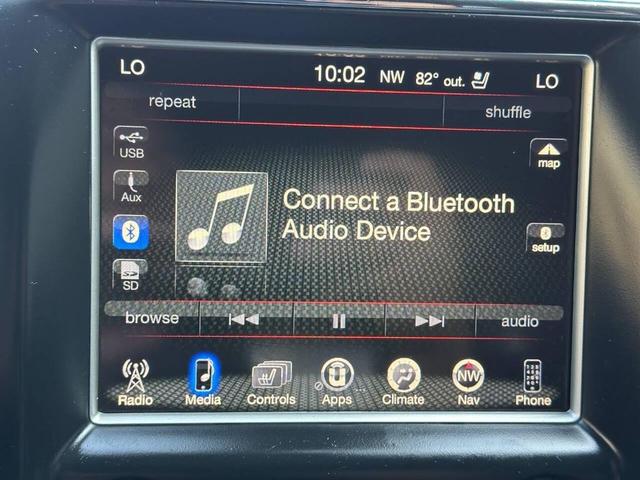 LO 10:02 NW 82° out. LO
repeat shuffle
USB
map
Aux
Connect a Bluetooth
Audio Device
setup
SD
browse audio
Radio Media Controls Apps Climate NW Nav Phone